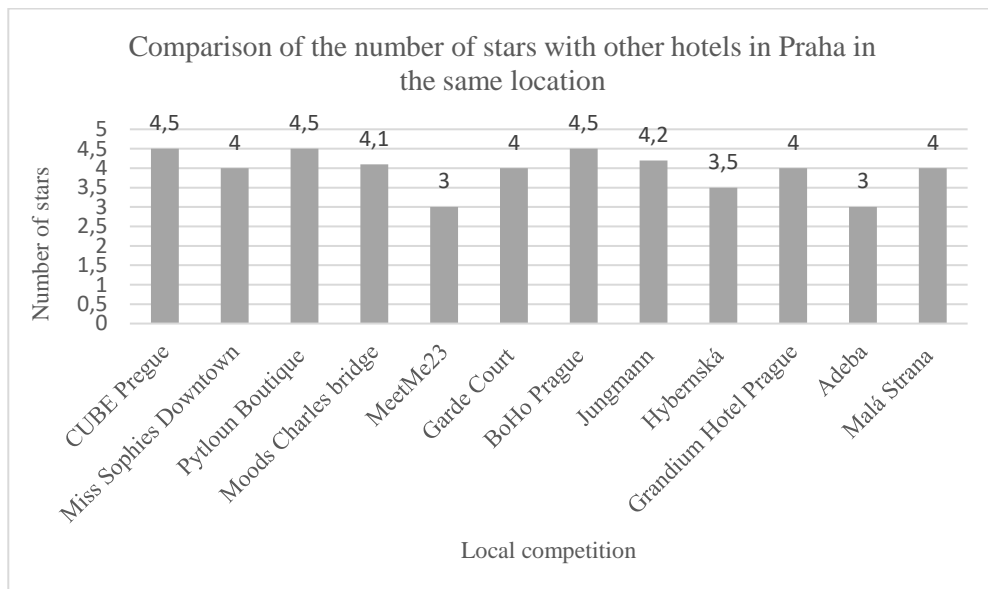 Comparison of the number of stars with other hotels in Praha in
the same location
Number of stars
5
4,5
4
3,5
3
2,5
2
1,5
1
0,5
0
4,5
4
4,5
4,1
3
4
4,5
4,2
3,5
4
3
4
CUBE Pregue
Miss Sophies Downtown
Pytloun Boutique
Moods Charles bridge
MeetMe23
Garde Court
BoHo Prague
Jungmann
Hybernská
Grandium Hotel Prague
Adeba
Malá Strana
Local competition